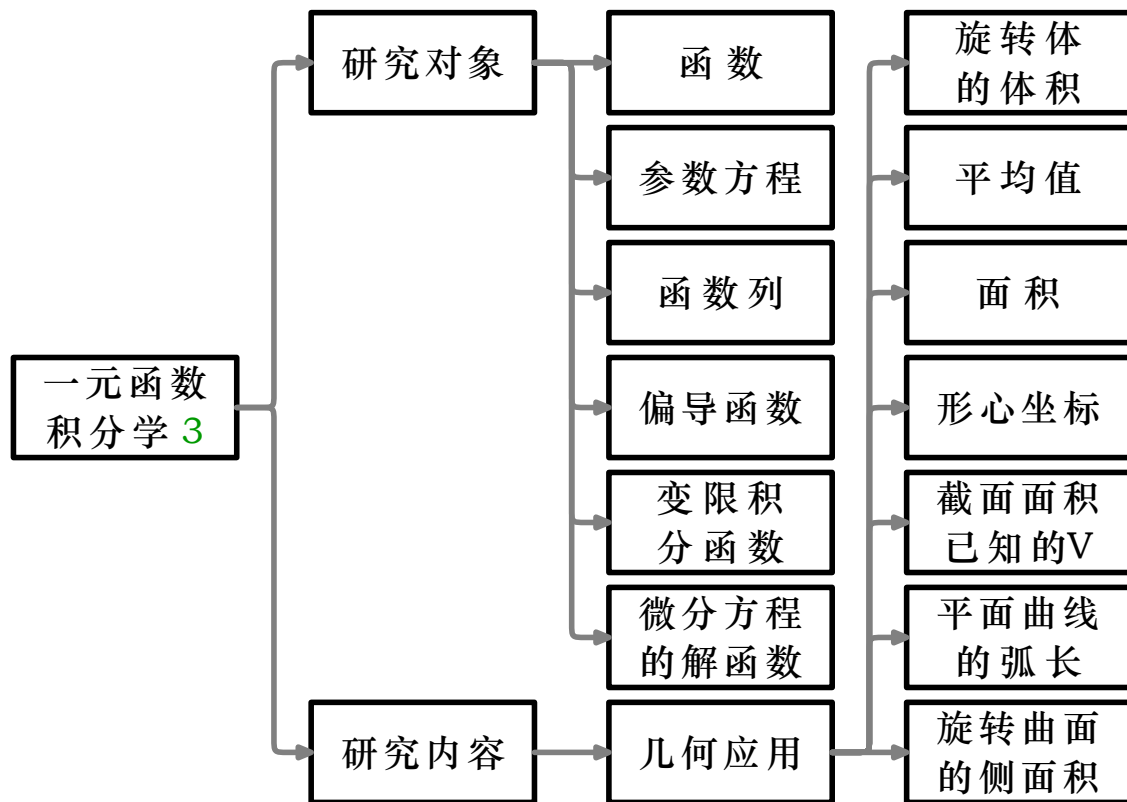 一元函数
积分学 3
研究对象
函数
参数方程
函数列
偏导函数
变限积
分函数
微分方程
的解函数
研究内容
几何应用
旋转体
的体积
平均值
面积
形心坐标
截面面积
已知的V
平面曲线
的弧长
旋转曲面
的侧面积